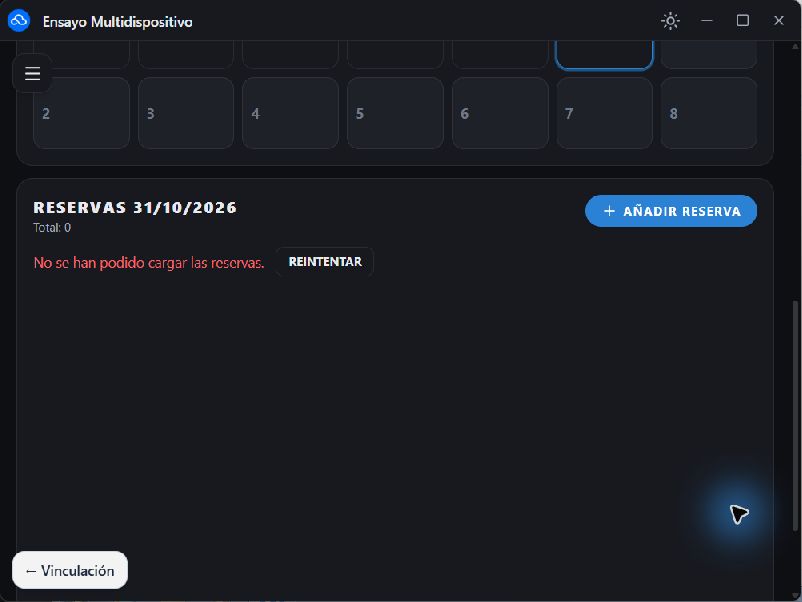 Ensayo Multidispositivo
2 3 4 5 6 7 8
RESERVAS 31/10/2026
+ AÑADIR RESERVA
Total: 0
No se han podido cargar las reservas. REINTENTAR
← Vinculación